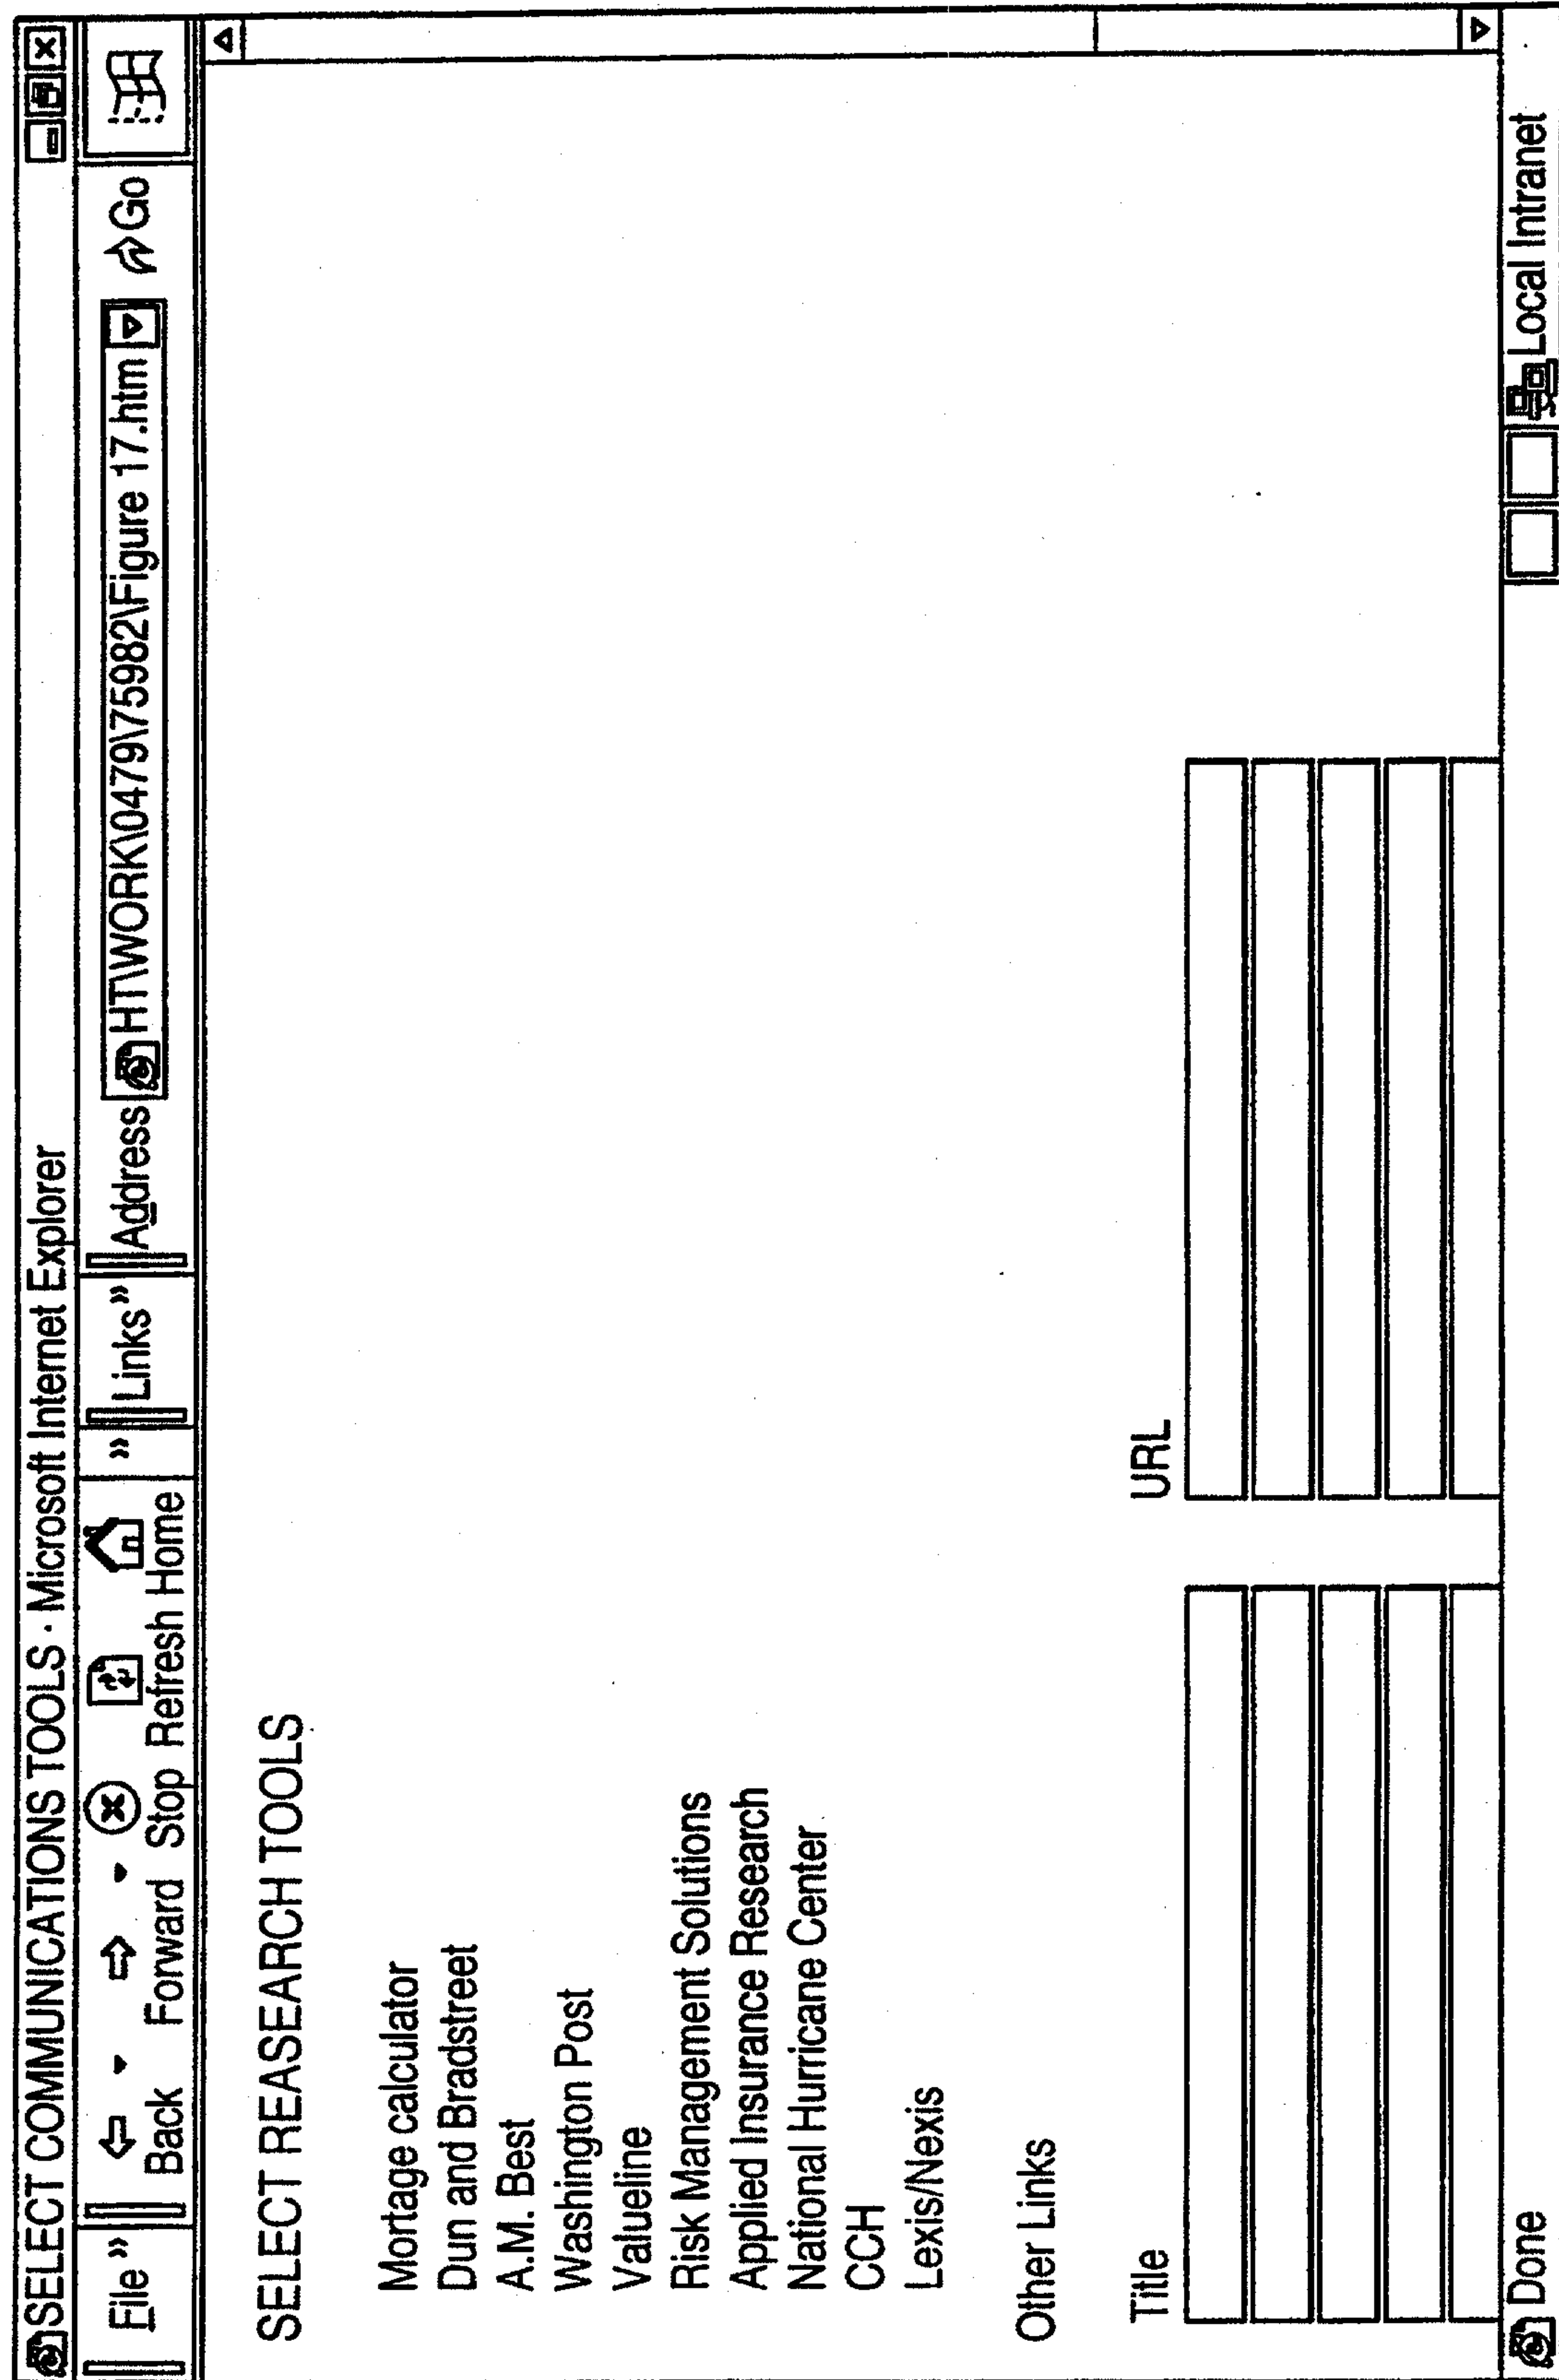 SELECT COMMUNICATIONS TOOLS · Microsoft Internet Explorer
File » Back Forward Stop Refresh Home » Links » Address HT\WORK\0479\75982\Figure 17.htm Go
SELECT REASEARCH TOOLS
Mortage calculator
Dun and Bradstreet
A.M. Best
Washington Post
Valueline
Risk Management Solutions
Applied Insurance Research
National Hurricane Center
CCH
Lexis/Nexis
Other Links
Title URL
Done Local Intranet